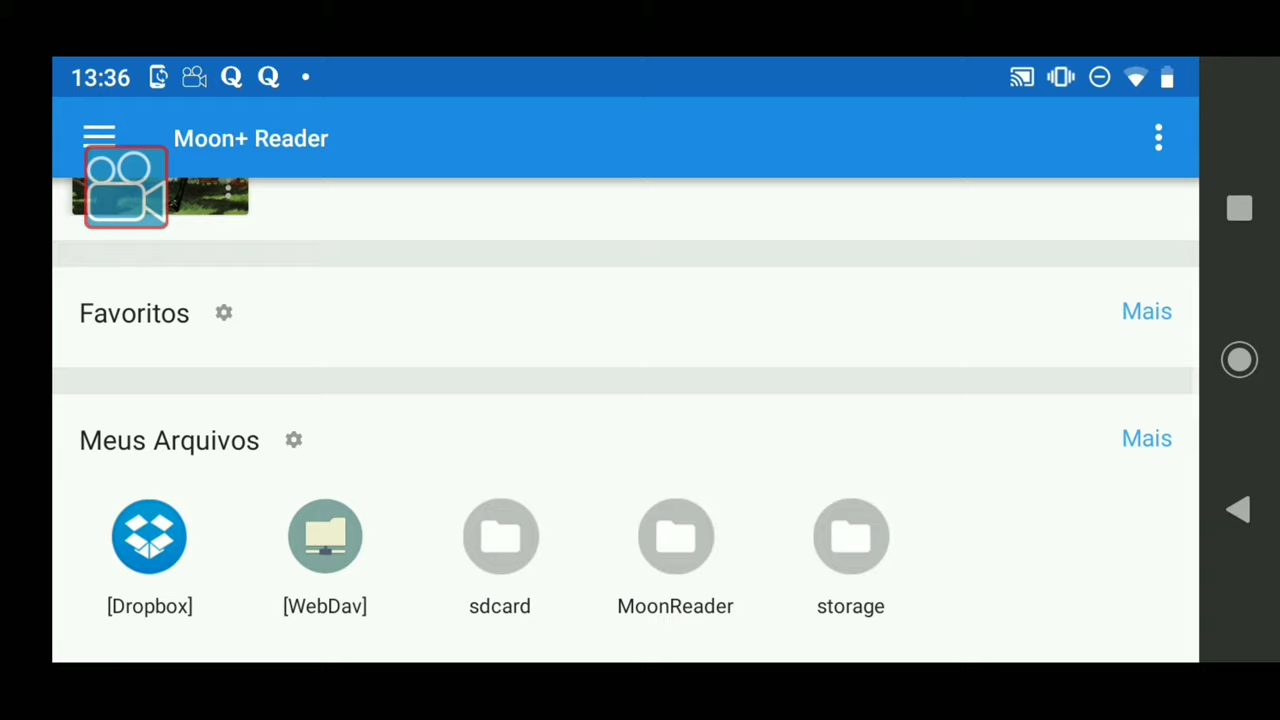 13:36
Moon+ Reader
Favoritos
Mais
Meus Arquivos
Mais
[Dropbox]
[WebDav]
sdcard
MoonReader
storage